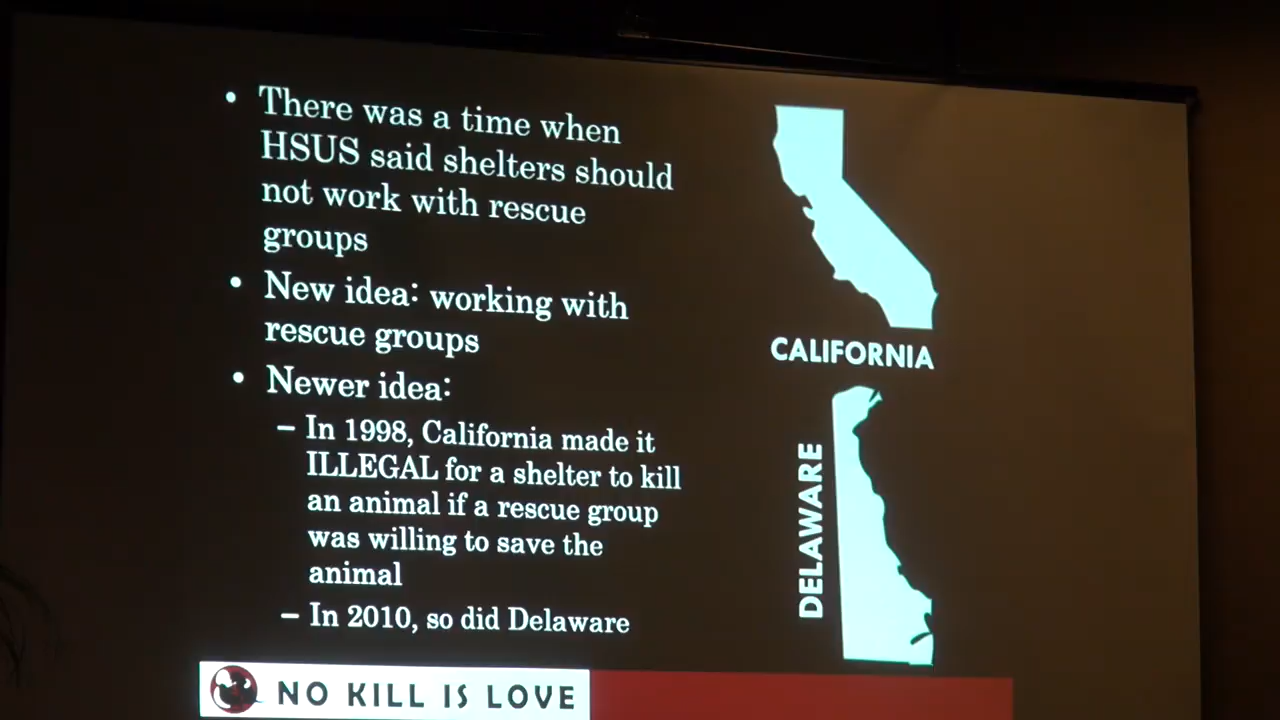 • There was a time when
HSUS said shelters should
not work with rescue
groups
• New idea: working with
rescue groups
• Newer idea:
– In 1998, California made it
ILLEGAL for a shelter to kill
an animal if a rescue group
was willing to save the
animal
– In 2010, so did Delaware
CALIFORNIA
DELAWARE
NO KILL IS LOVE